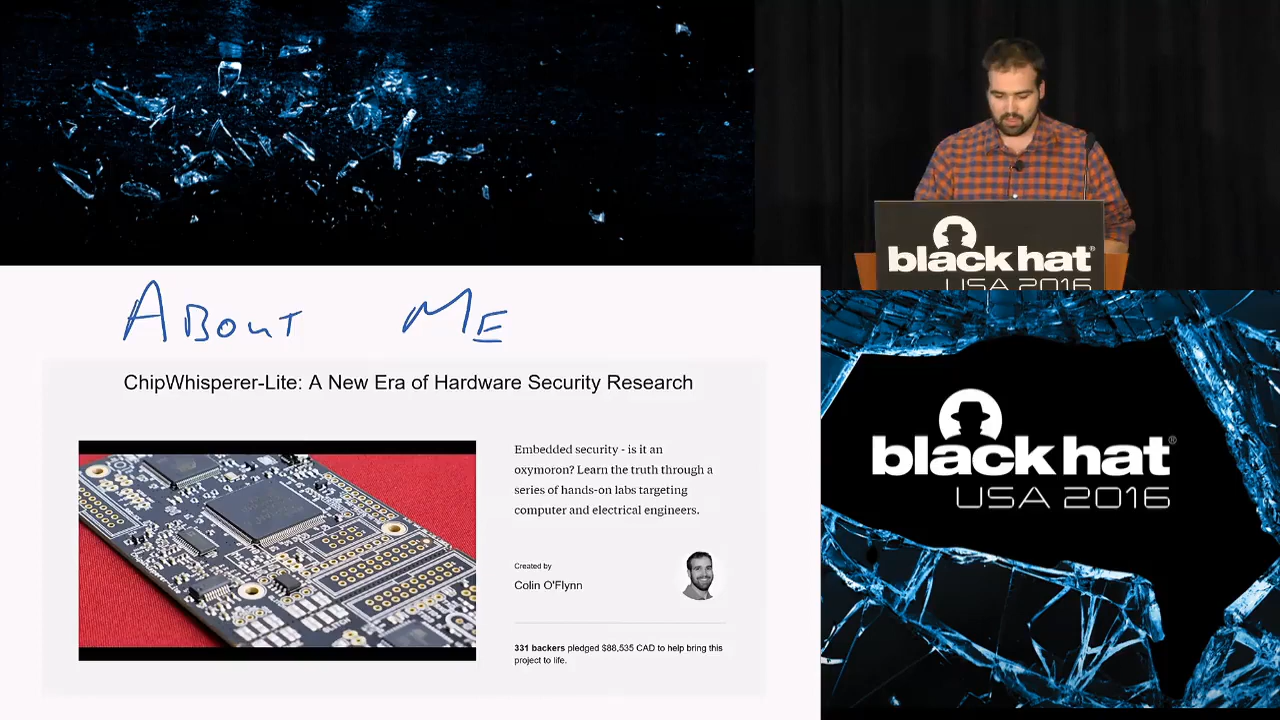 black hat
USA 2016
ABOUT ME
ChipWhisperer-Lite: A New Era of Hardware Security Research
Embedded security - is it an
oxymoron? Learn the truth through a
series of hands-on labs targeting
computer and electrical engineers.
Created by
Colin O'Flynn
331 backers pledged $88,535 CAD to help bring this
project to life.
black hat®
USA 2016